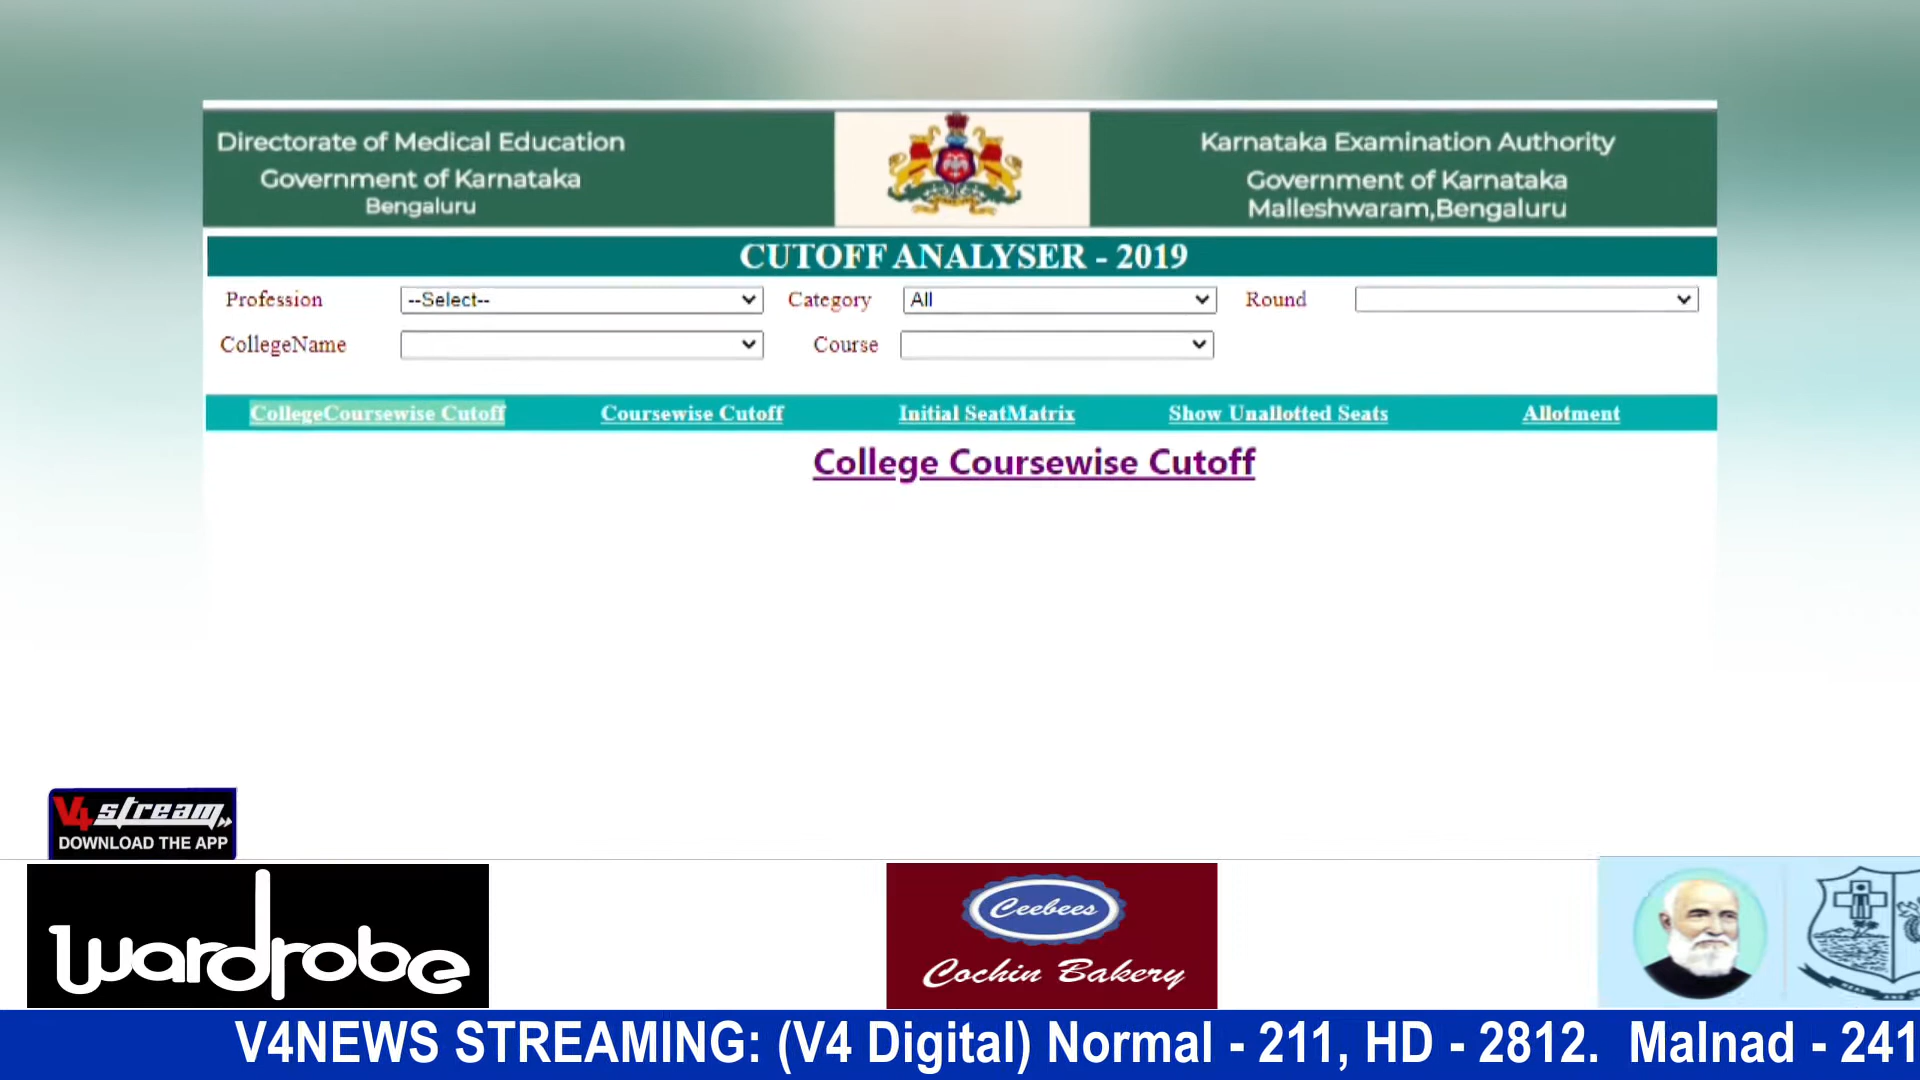 Directorate of Medical Education
Government of Karnataka
Bengaluru
Karnataka Examination Authority
Government of Karnataka
Malleshwaram,Bengaluru
CUTOFF ANALYSER - 2019
Profession --Select-- Category All Round
CollegeName Course
CollegeCoursewise Cutoff Coursewise Cutoff Initial SeatMatrix Show Unallotted Seats Allotment
College Coursewise Cutoff
V4 stream
DOWNLOAD THE APP
wardrobe
Ceebees
Cochin Bakery
V4NEWS STREAMING: (V4 Digital) Normal - 211, HD - 2812. Malnad - 241